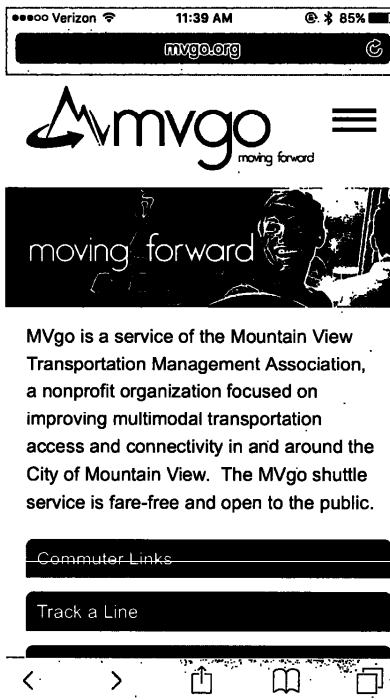 ●●●○○ Verizon 11:39 AM 85%
mvgo.org
mvgo
moving forward
moving forward
MVgo is a service of the Mountain View
Transportation Management Association,
a nonprofit organization focused on
improving multimodal transportation
access and connectivity in and around the
City of Mountain View. The MVgo shuttle
service is fare-free and open to the public.
Commuter Links
Track a Line